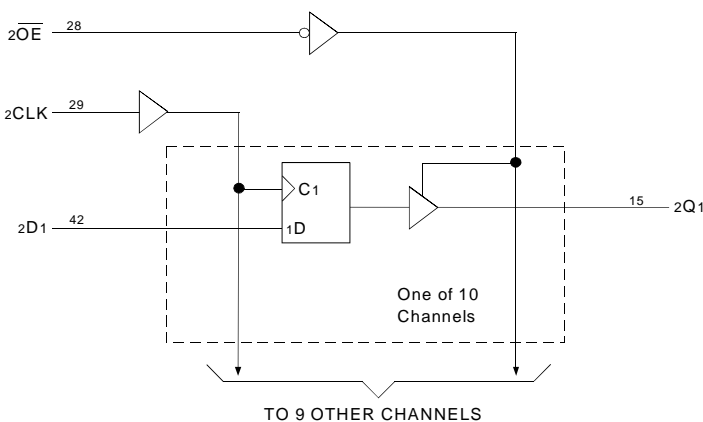 2OE 28
2CLK 29
C1
15 2Q1
2D1 42
1D
One of 10
Channels
TO 9 OTHER CHANNELS